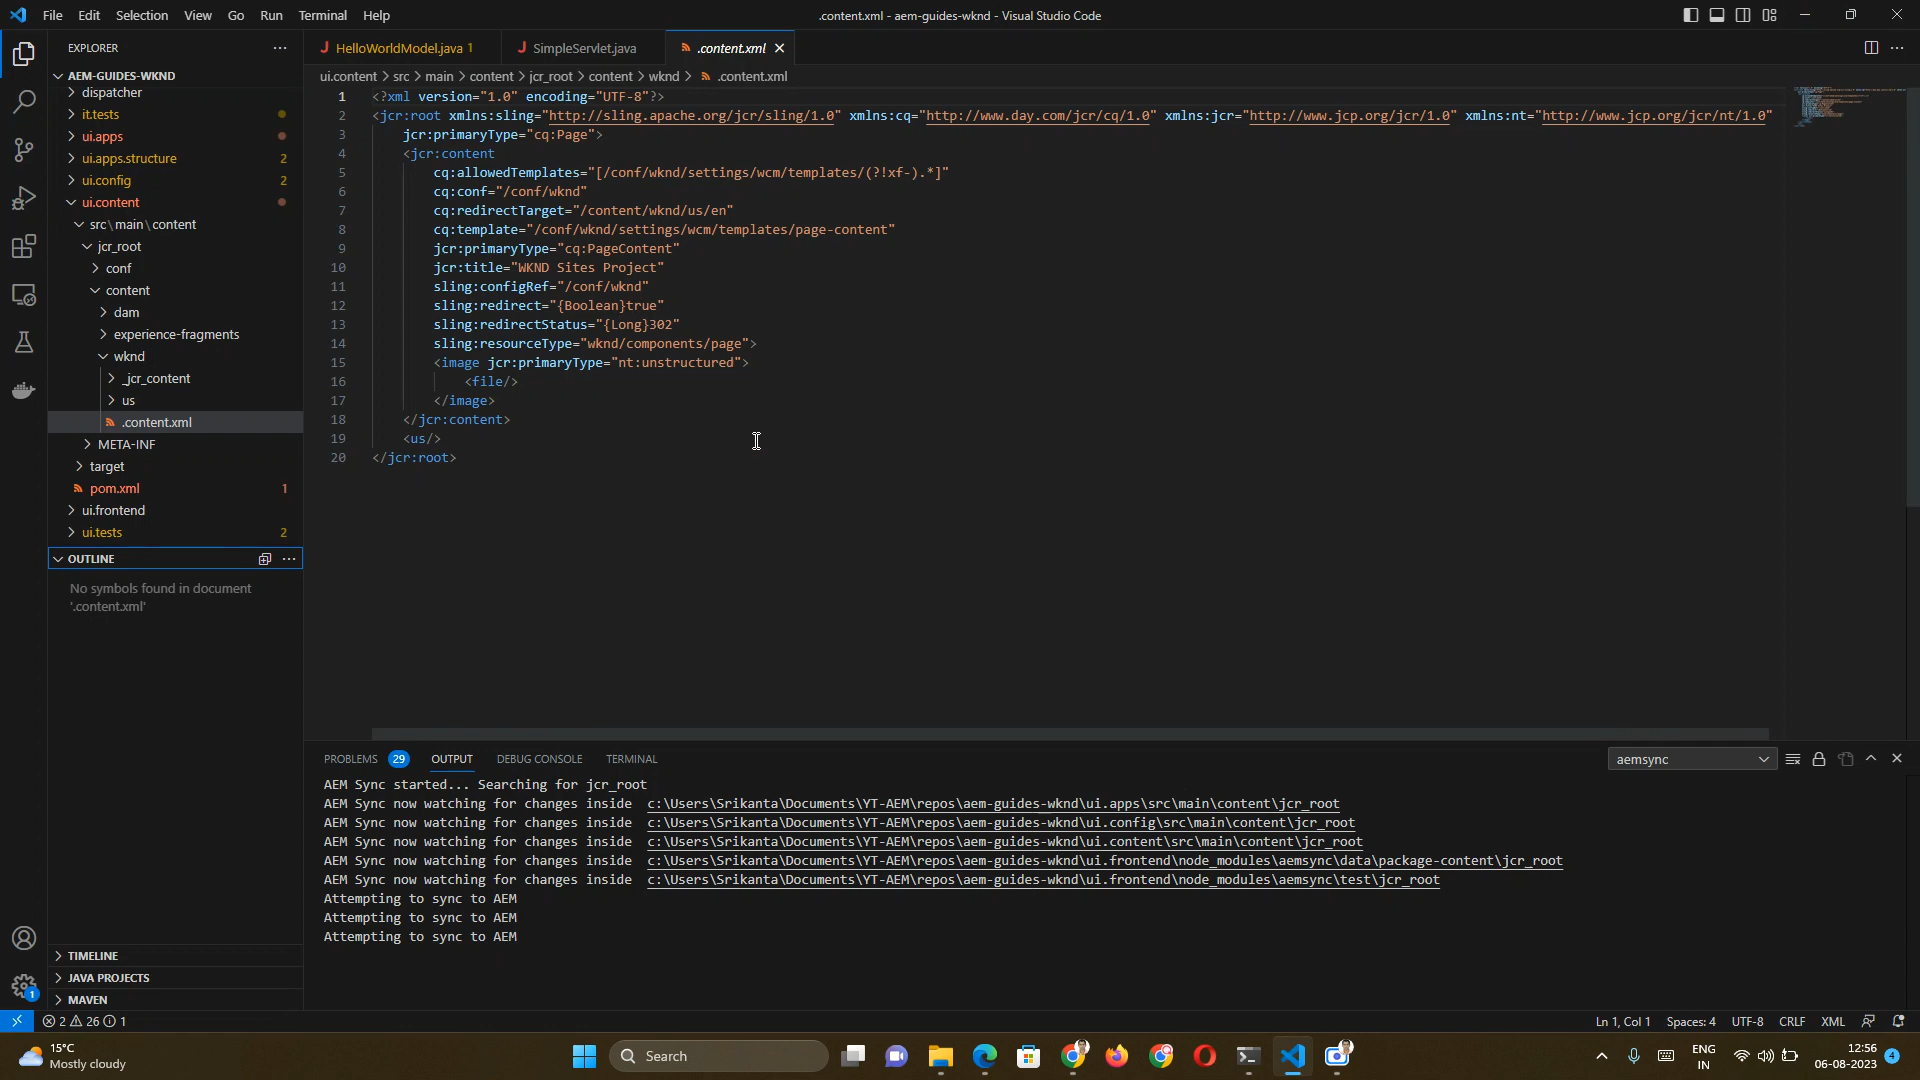 File Edit Selection View Go Run Terminal Help
.content.xml - aem-guides-wknd - Visual Studio Code
EXPLORER
AEM-GUIDES-WKND
dispatcher
it.tests
ui.apps
ui.apps.structure 2
ui.config 2
ui.content
src\main\content
jcr_root
conf
content
dam
experience-fragments
wknd
_jcr_content
us
.content.xml
META-INF
target
pom.xml 1
ui.frontend
ui.tests 2
OUTLINE
No symbols found in document
'.content.xml'
TIMELINE
JAVA PROJECTS
MAVEN
HelloWorldModel.java 1 SimpleServlet.java .content.xml
ui.content > src > main > content > jcr_root > content > wknd > .content.xml
1 <?xml version="1.0" encoding="UTF-8"?>
2 <jcr:root xmlns:sling="http://sling.apache.org/jcr/sling/1.0" xmlns:cq="http://www.day.com/jcr/cq/1.0" xmlns:jcr="http://www.jcp.org/jcr/1.0" xmlns:nt="http://www.jcp.org/jcr/nt/1.0"
3 jcr:primaryType="cq:Page">
4 <jcr:content
5 cq:allowedTemplates="[/conf/wknd/settings/wcm/templates/(?!xf-).*]"
6 cq:conf="/conf/wknd"
7 cq:redirectTarget="/content/wknd/us/en"
8 cq:template="/conf/wknd/settings/wcm/templates/page-content"
9 jcr:primaryType="cq:PageContent"
10 jcr:title="WKND Sites Project"
11 sling:configRef="/conf/wknd"
12 sling:redirect="{Boolean}true"
13 sling:redirectStatus="{Long}302"
14 sling:resourceType="wknd/components/page">
15 <image jcr:primaryType="nt:unstructured">
16 <file/>
17 </image>
18 </jcr:content>
19 <us/>
20 </jcr:root>
PROBLEMS 29 OUTPUT DEBUG CONSOLE TERMINAL
aemsync
AEM Sync started... Searching for jcr_root
AEM Sync now watching for changes inside c:\Users\Srikanta\Documents\YT-AEM\repos\aem-guides-wknd\ui.apps\src\main\content\jcr_root
AEM Sync now watching for changes inside c:\Users\Srikanta\Documents\YT-AEM\repos\aem-guides-wknd\ui.config\src\main\content\jcr_root
AEM Sync now watching for changes inside c:\Users\Srikanta\Documents\YT-AEM\repos\aem-guides-wknd\ui.content\src\main\content\jcr_root
AEM Sync now watching for changes inside c:\Users\Srikanta\Documents\YT-AEM\repos\aem-guides-wknd\ui.frontend\node_modules\aemsync\data\package-content\jcr_root
AEM Sync now watching for changes inside c:\Users\Srikanta\Documents\YT-AEM\repos\aem-guides-wknd\ui.frontend\node_modules\aemsync\test\jcr_root
Attempting to sync to AEM
Attempting to sync to AEM
Attempting to sync to AEM
1
2 26 1
Ln 1, Col 1 Spaces: 4 UTF-8 CRLF XML
15°C
Mostly cloudy
Search
ENG
IN
12:56
06-08-2023
4